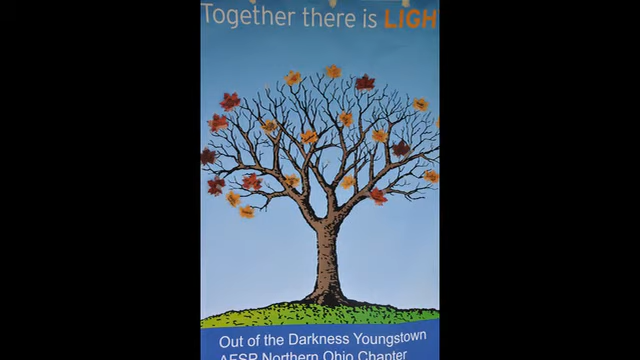 Together there is LIGH
Out of the Darkness Youngstown
AFSP Northern Ohio Chapter